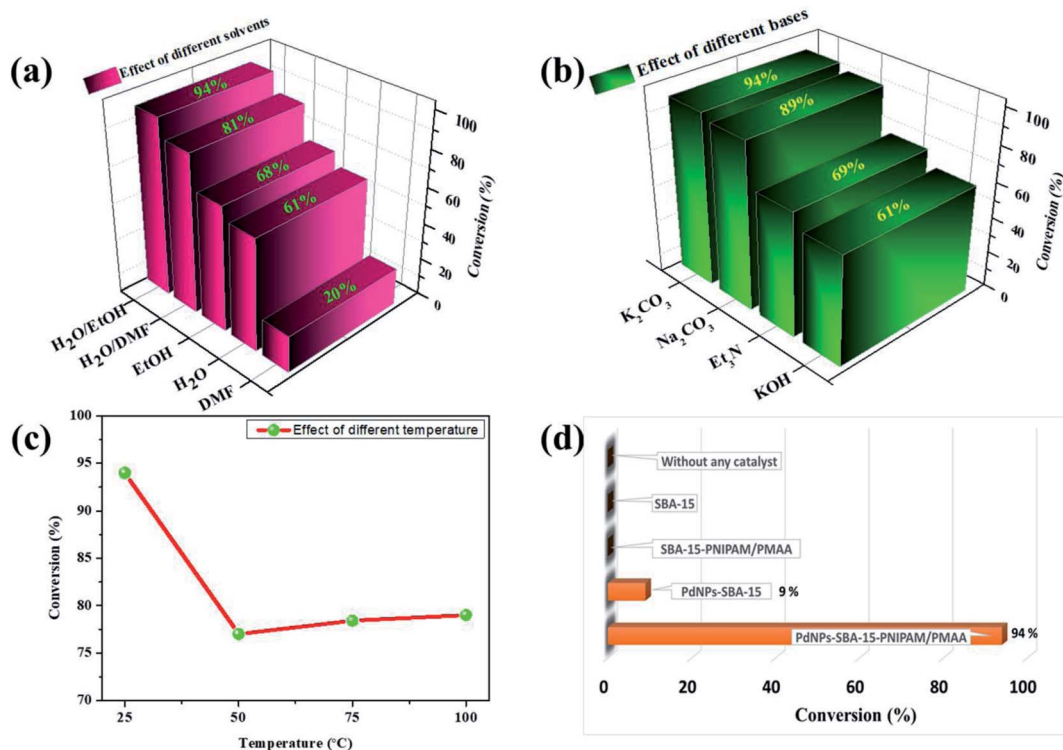 (a)
Effect of different solvents
94%
81%
68%
61%
20%
100
80
60
40
20
0
Conversion (%)
H₂O/EtOH
H₂O/DMF
EtOH
H₂O
DMF
(b)
Effect of different bases
94%
89%
69%
61%
100
80
60
40
20
0
Conversion (%)
K₂CO₃
Na₂CO₃
Et₃N
KOH
(c)
Effect of different temperature
100
95
90
85
80
75
70
Conversion (%)
25
50
75
100
Temperature (°C)
(d)
Without any catalyst
SBA-15
SBA-15-PNIPAM/PMAA
PdNPs-SBA-15
9 %
PdNPs-SBA-15-PNIPAM/PMAA
94 %
0
20
40
60
80
100
Conversion (%)